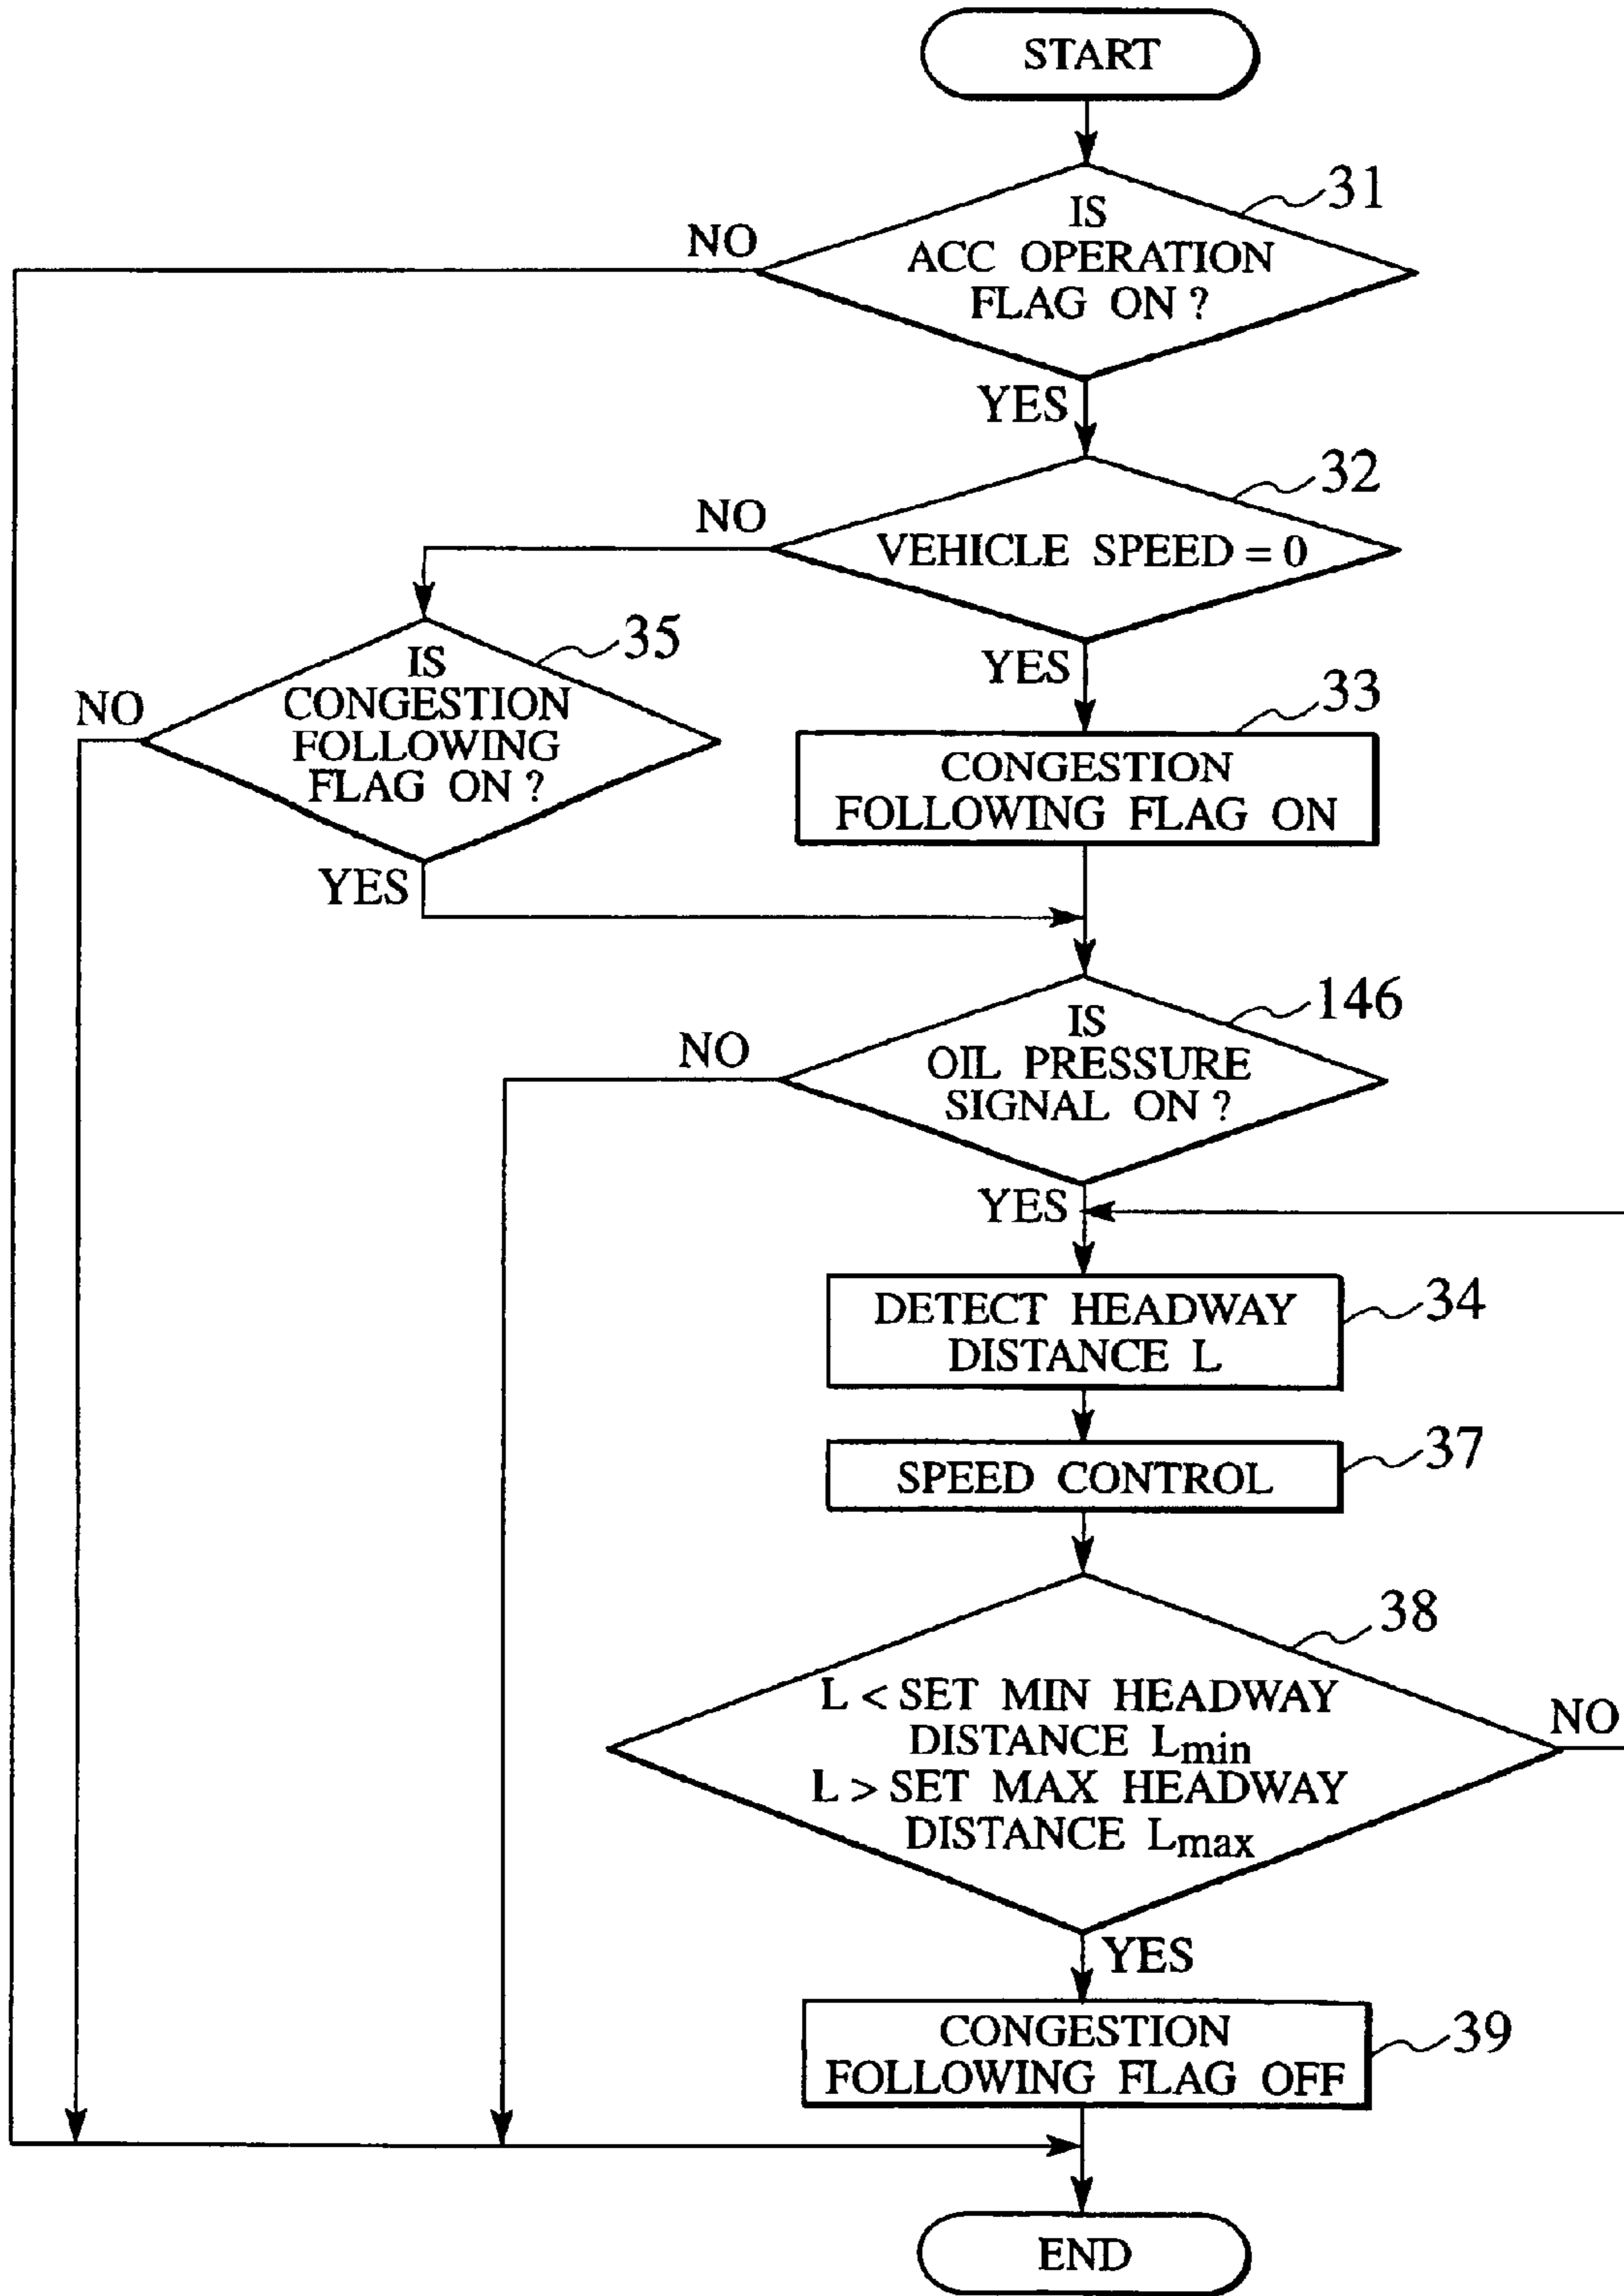 START
31
IS
ACC OPERATION
FLAG ON ?
NO
YES
32
VEHICLE SPEED = 0
NO
YES
35
IS
CONGESTION
FOLLOWING
FLAG ON ?
NO
YES
33
CONGESTION
FOLLOWING FLAG ON
146
IS
OIL PRESSURE
SIGNAL ON ?
NO
YES
DETECT HEADWAY
DISTANCE L
34
SPEED CONTROL
37
38
L < SET MIN HEADWAY
DISTANCE Lmin
L > SET MAX HEADWAY
DISTANCE Lmax
NO
YES
CONGESTION
FOLLOWING FLAG OFF
39
END